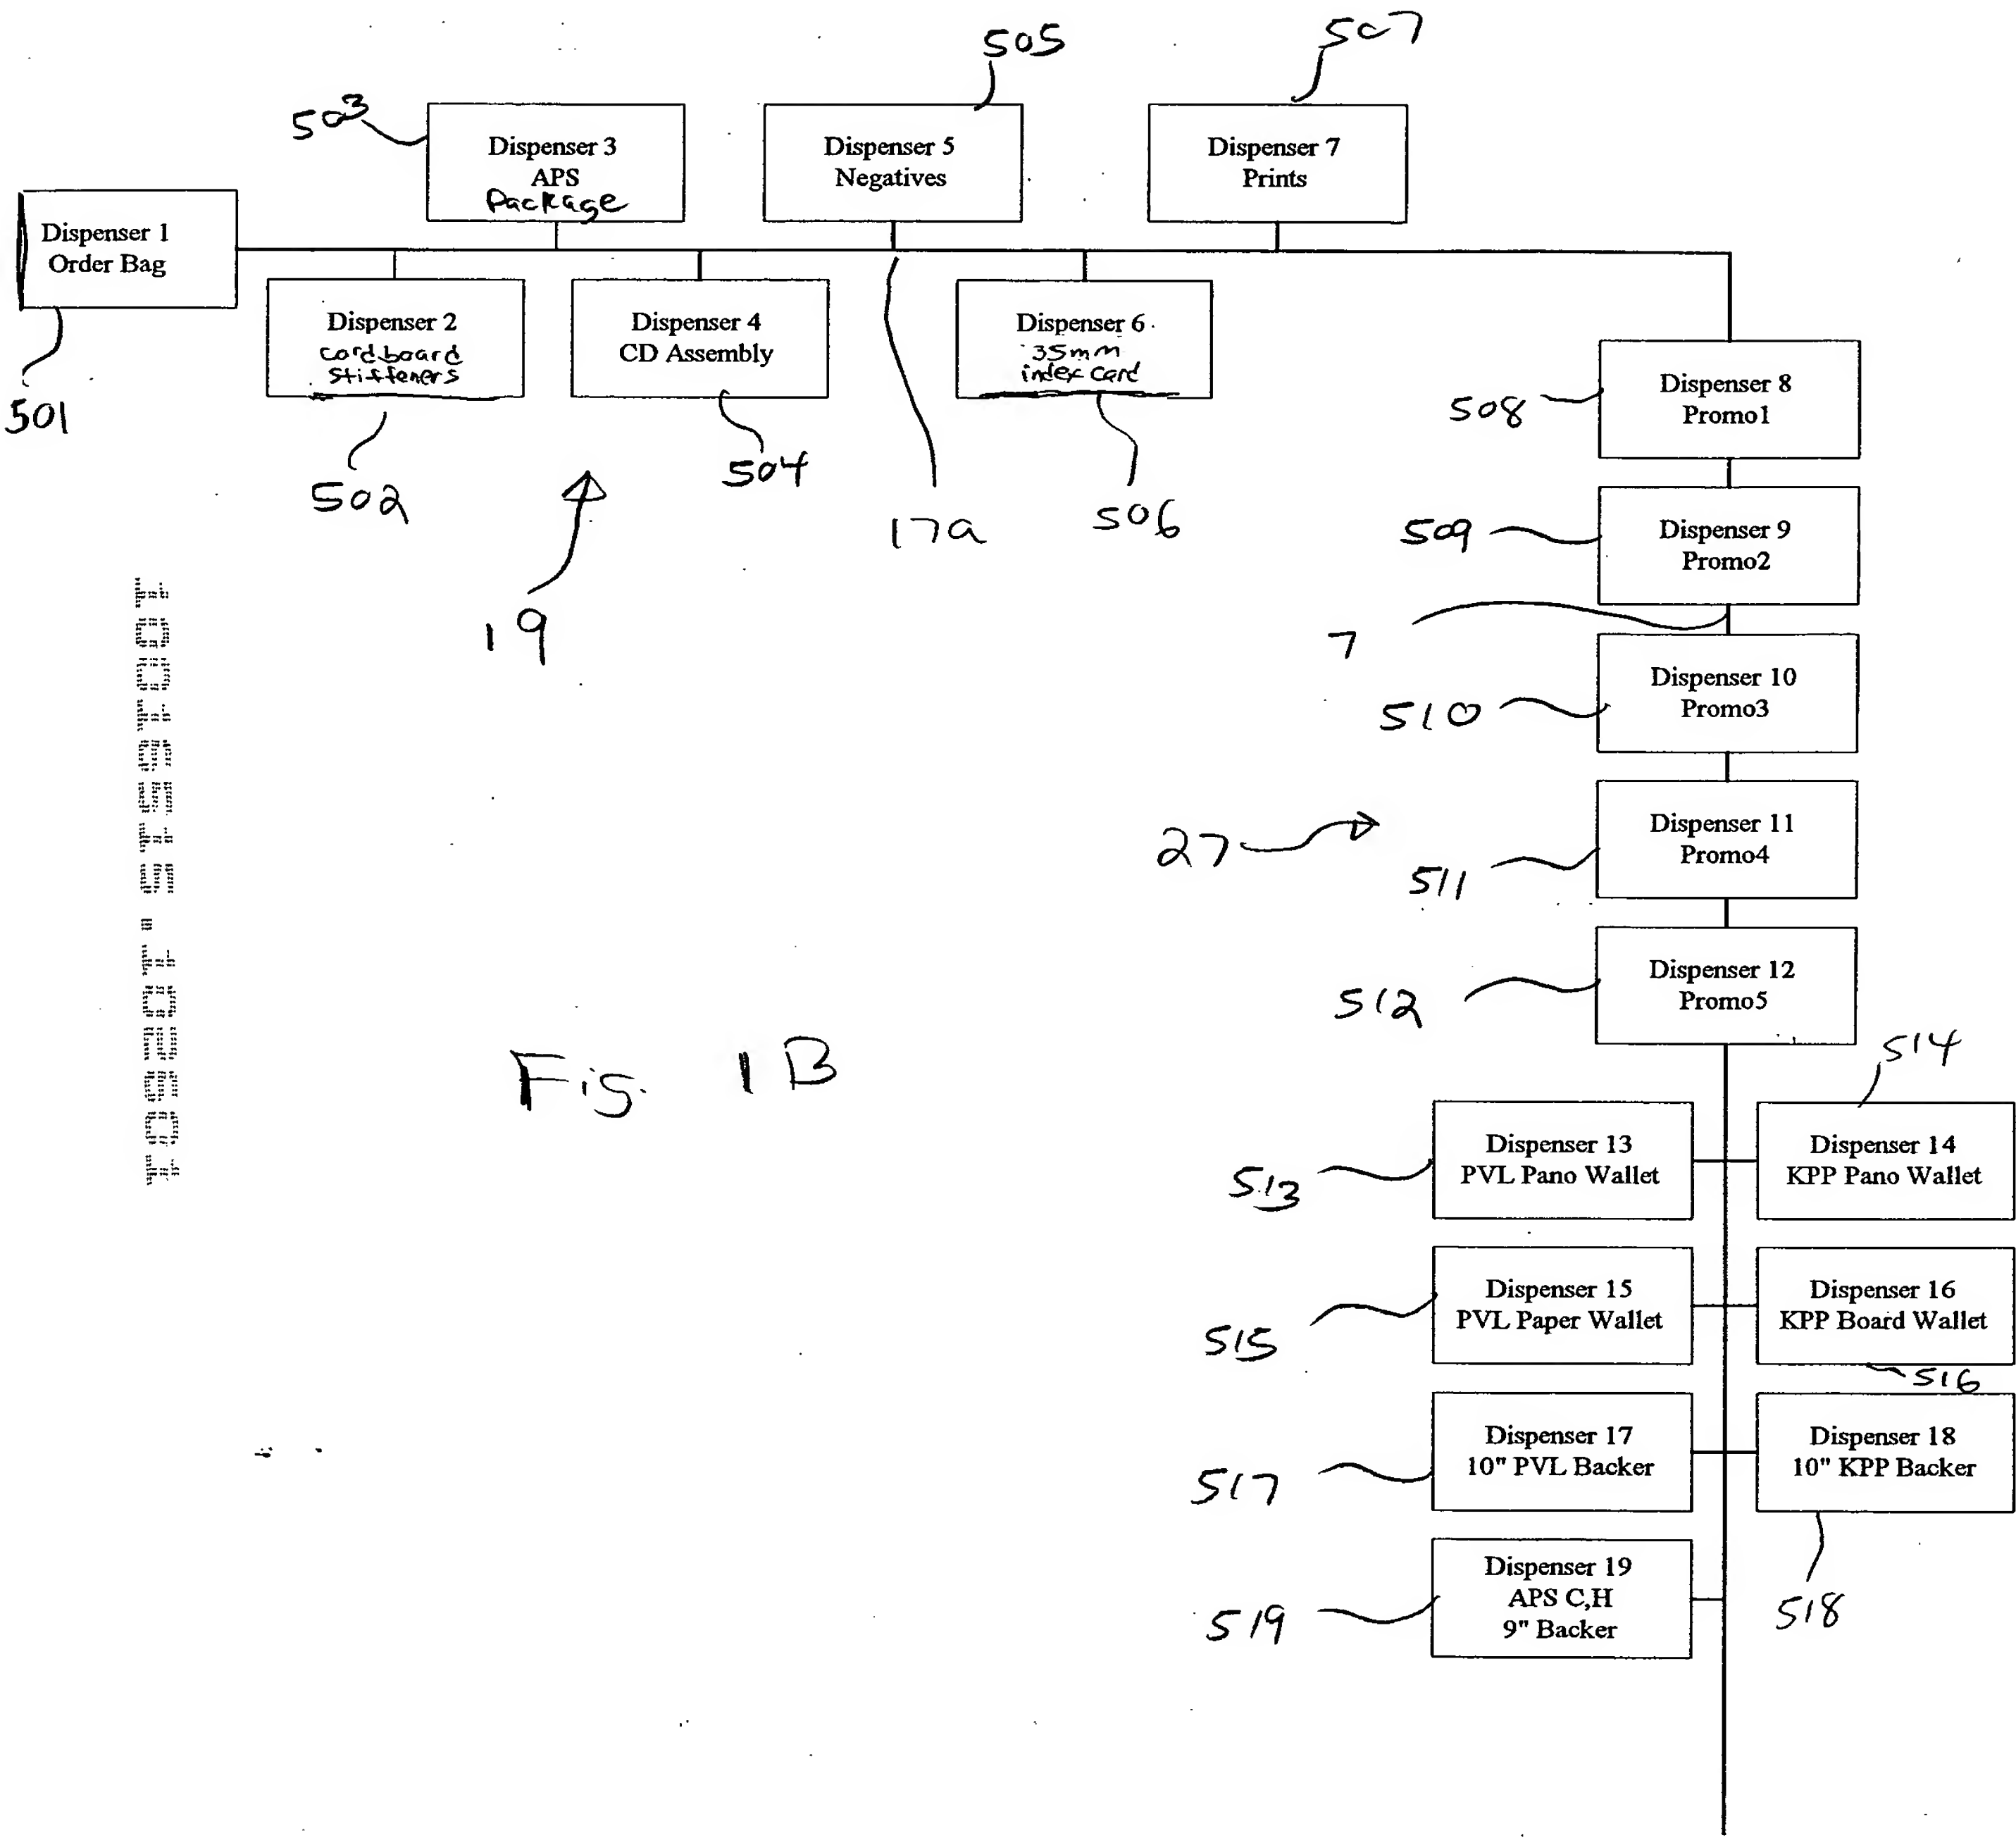 505
507
503
Dispenser 3
APS
Package
Dispenser 5
Negatives
Dispenser 7
Prints
Dispenser 1
Order Bag
501
Dispenser 2
cardboard
stiffeners
502
Dispenser 4
CD Assembly
504
Dispenser 6
35mm
index card
506
17a
19
Dispenser 8
Promo1
508
Dispenser 9
Promo2
509
7
Dispenser 10
Promo3
510
Dispenser 11
Promo4
27
511
Dispenser 12
Promo5
512
Fig. 1B
514
Dispenser 13
PVL Pano Wallet
513
Dispenser 14
KPP Pano Wallet
Dispenser 15
PVL Paper Wallet
515
Dispenser 16
KPP Board Wallet
516
Dispenser 17
10" PVL Backer
517
Dispenser 18
10" KPP Backer
518
Dispenser 19
APS C,H
9" Backer
519